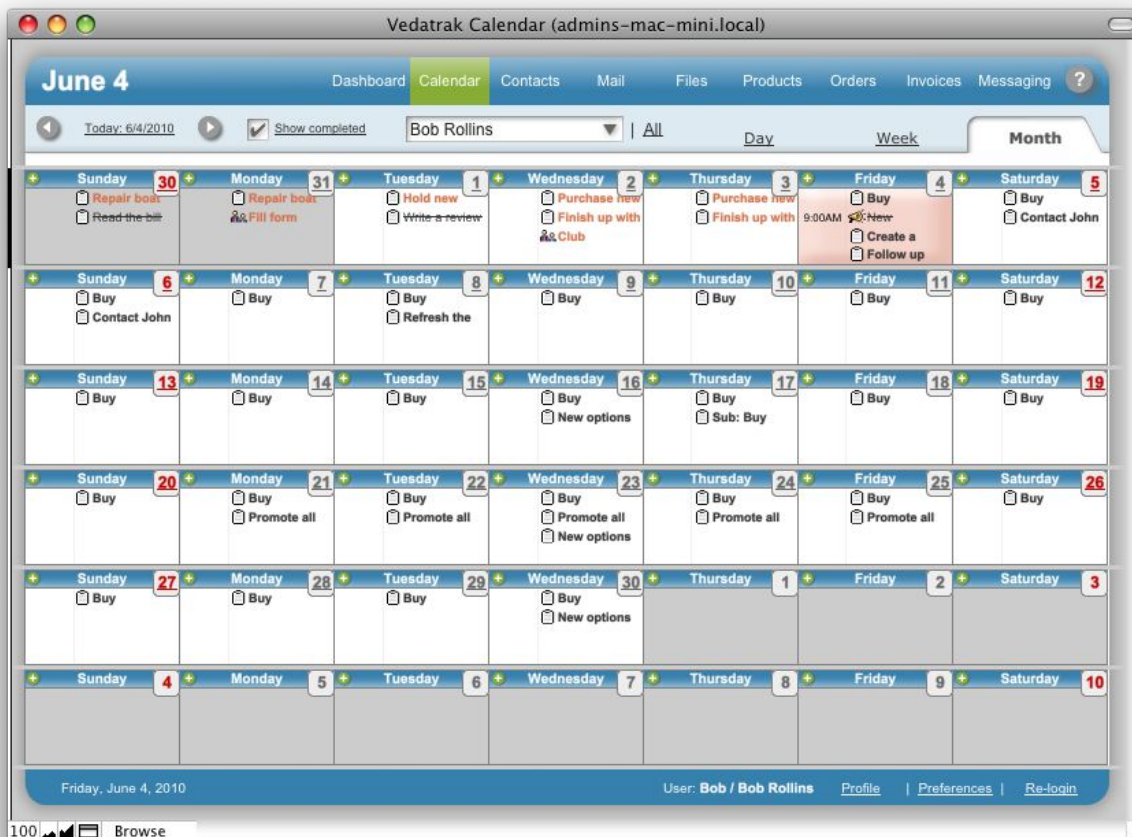 Vedatrak Calendar (admins-mac-mini.local)
June 4 Dashboard Calendar Contacts Mail Files Products Orders Invoices Messaging ?
Today: 6/4/2010 Show completed Bob Rollins | All Day Week Month
Sunday 30 Monday 31 Tuesday 1 Wednesday 2 Thursday 3 Friday 4 Saturday 5
Repair boat Repair boat Hold new Purchase new Purchase new Buy Buy
Read the bill Fill form Write a review Finish up with Finish up with 9:00AM New Contact John
Club Create a
Follow up
Sunday 6 Monday 7 Tuesday 8 Wednesday 9 Thursday 10 Friday 11 Saturday 12
Buy Buy Buy Buy Buy Buy Buy
Contact John Refresh the
Sunday 13 Monday 14 Tuesday 15 Wednesday 16 Thursday 17 Friday 18 Saturday 19
Buy Buy Buy Buy Buy Buy Buy
New options Sub: Buy
Sunday 20 Monday 21 Tuesday 22 Wednesday 23 Thursday 24 Friday 25 Saturday 26
Buy Buy Buy Buy Buy Buy Buy
Promote all Promote all Promote all Promote all Promote all
New options
Sunday 27 Monday 28 Tuesday 29 Wednesday 30 Thursday 1 Friday 2 Saturday 3
Buy Buy Buy Buy
New options
Sunday 4 Monday 5 Tuesday 6 Wednesday 7 Thursday 8 Friday 9 Saturday 10
Friday, June 4, 2010 User: Bob / Bob Rollins Profile | Preferences | Re-login
100 Browse